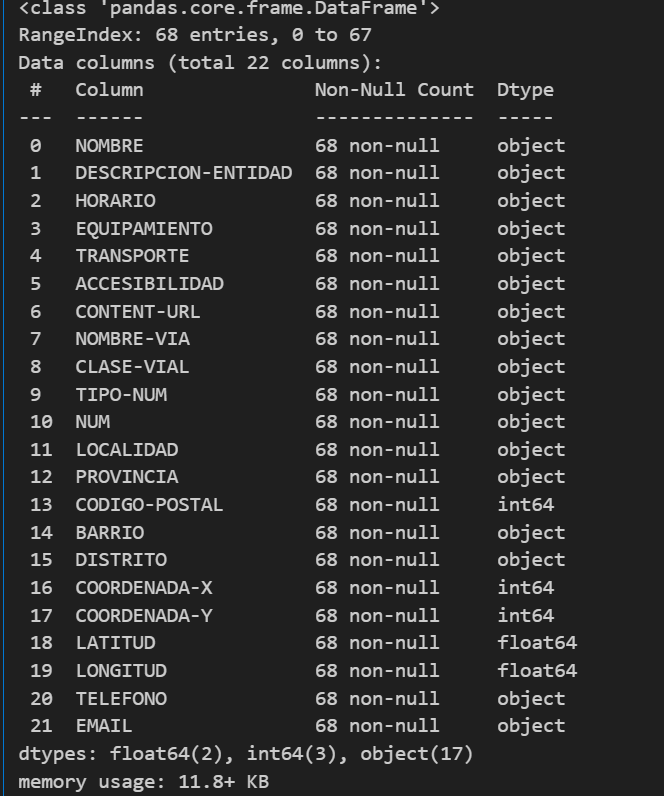 <class 'pandas.core.frame.DataFrame'>
RangeIndex: 68 entries, 0 to 67
Data columns (total 22 columns):
 #   Column               Non-Null Count  Dtype
---  ------               --------------  -----
 0   NOMBRE               68 non-null     object
 1   DESCRIPCION-ENTIDAD  68 non-null     object
 2   HORARIO              68 non-null     object
 3   EQUIPAMIENTO         68 non-null     object
 4   TRANSPORTE           68 non-null     object
 5   ACCESIBILIDAD        68 non-null     object
 6   CONTENT-URL          68 non-null     object
 7   NOMBRE-VIA           68 non-null     object
 8   CLASE-VIAL           68 non-null     object
 9   TIPO-NUM             68 non-null     object
 10  NUM                  68 non-null     object
 11  LOCALIDAD            68 non-null     object
 12  PROVINCIA            68 non-null     object
 13  CODIGO-POSTAL        68 non-null     int64
 14  BARRIO               68 non-null     object
 15  DISTRITO             68 non-null     object
 16  COORDENADA-X         68 non-null     int64
 17  COORDENADA-Y         68 non-null     int64
 18  LATITUD              68 non-null     float64
 19  LONGITUD             68 non-null     float64
 20  TELEFONO             68 non-null     object
 21  EMAIL                68 non-null     object
dtypes: float64(2), int64(3), object(17)
memory usage: 11.8+ KB